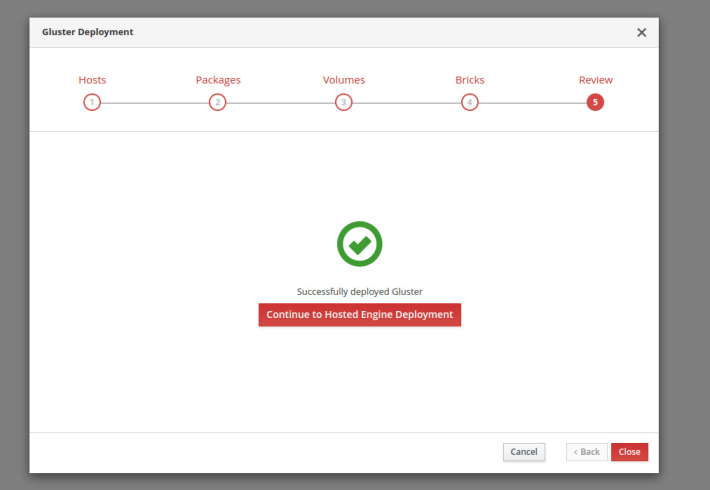 Gluster Deployment
Hosts Packages Volumes Bricks Review
1 2 3 4 5
Successfully deployed Gluster
Continue to Hosted Engine Deployment
Cancel < Back Close